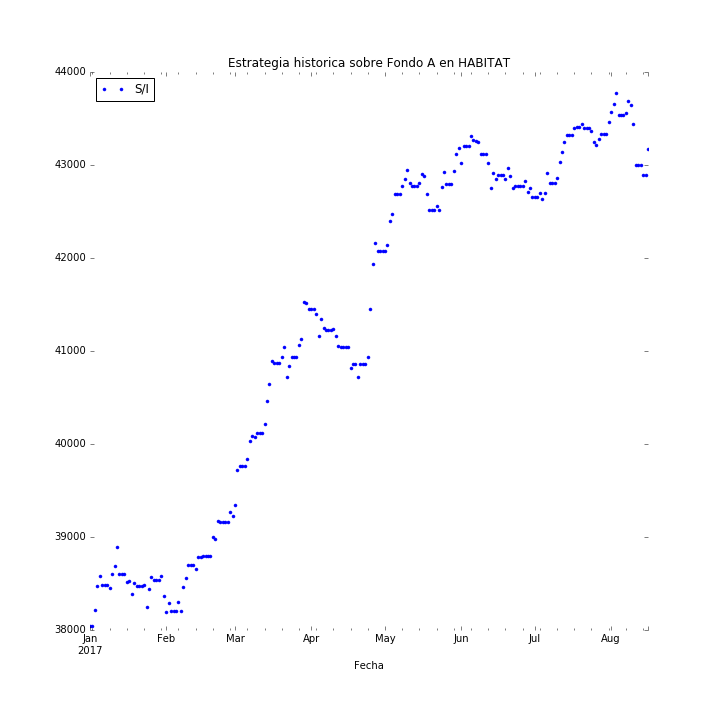 Estrategia historica sobre Fondo A en HABITAT
S/I
44000
43000
42000
41000
40000
39000
38000
Jan Feb Mar Apr May Jun Jul Aug
2017
Fecha